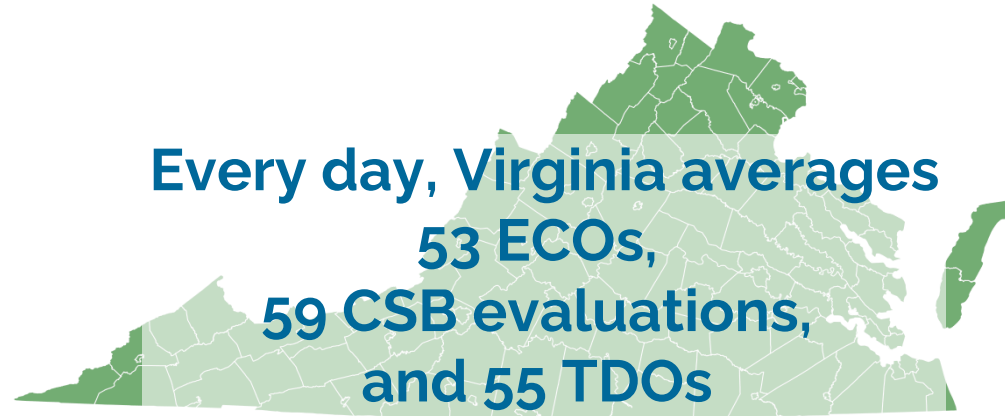 Every day, Virginia averages
53 ECOs,
59 CSB evaluations,
and 55 TDOs